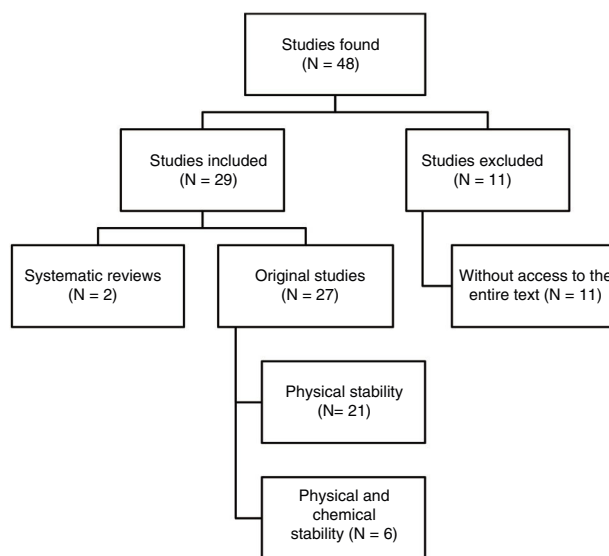 Studies found
(N = 48)
Studies included
(N = 29)
Studies excluded
(N = 11)
Systematic reviews
(N = 2)
Original studies
(N = 27)
Without access to the
entire text (N = 11)
Physical stability
(N= 21)
Physical and
chemical
stability (N = 6)